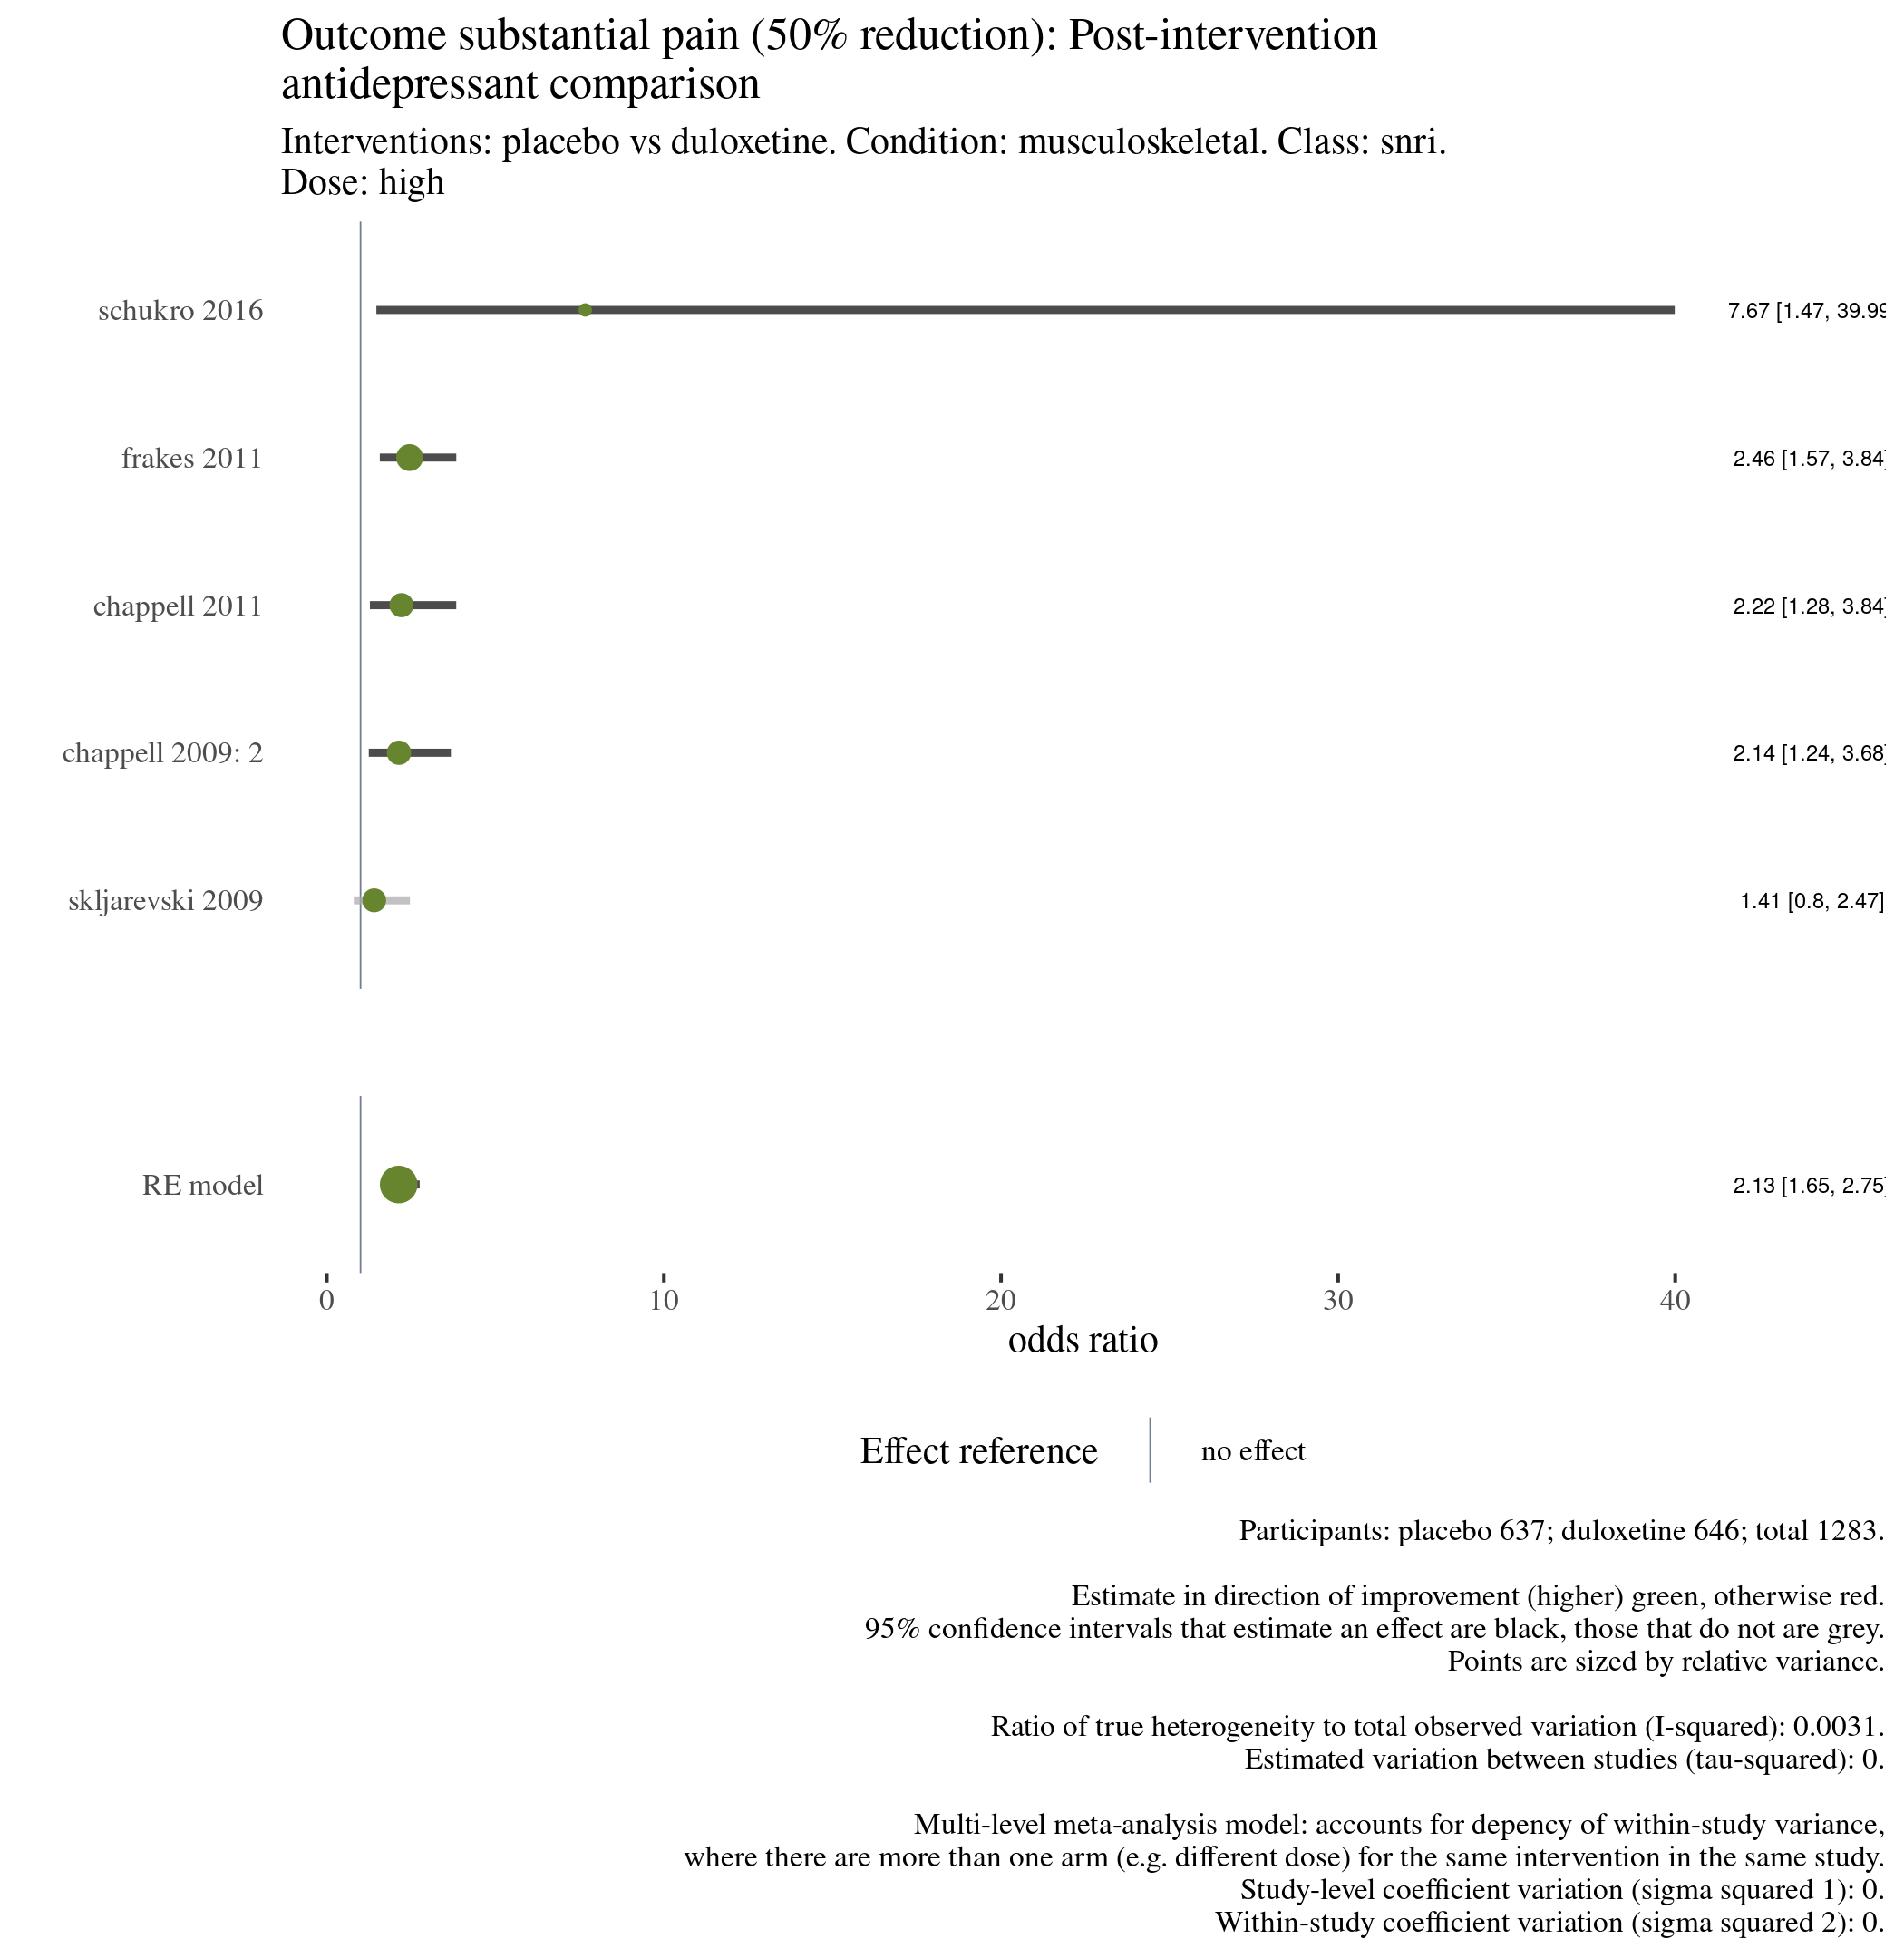 Outcome substantial pain (50% reduction): Post-intervention
antidepressant comparison
Interventions: placebo vs duloxetine. Condition: musculoskeletal. Class: snri.
Dose: high
schukro 2016 7.67 [1.47, 39.99
frakes 2011 2.46 [1.57, 3.84]
chappell 2011 2.22 [1.28, 3.84]
chappell 2009: 2 2.14 [1.24, 3.68]
skljarevski 2009 1.41 [0.8, 2.47]
RE model 2.13 [1.65, 2.75]
0 10 20 30 40
odds ratio
Effect reference no effect
Participants: placebo 637; duloxetine 646; total 1283.
Estimate in direction of improvement (higher) green, otherwise red.
95% confidence intervals that estimate an effect are black, those that do not are grey.
Points are sized by relative variance.
Ratio of true heterogeneity to total observed variation (I-squared): 0.0031.
Estimated variation between studies (tau-squared): 0.
Multi-level meta-analysis model: accounts for depency of within-study variance,
where there are more than one arm (e.g. different dose) for the same intervention in the same study.
Study-level coefficient variation (sigma squared 1): 0.
Within-study coefficient variation (sigma squared 2): 0.